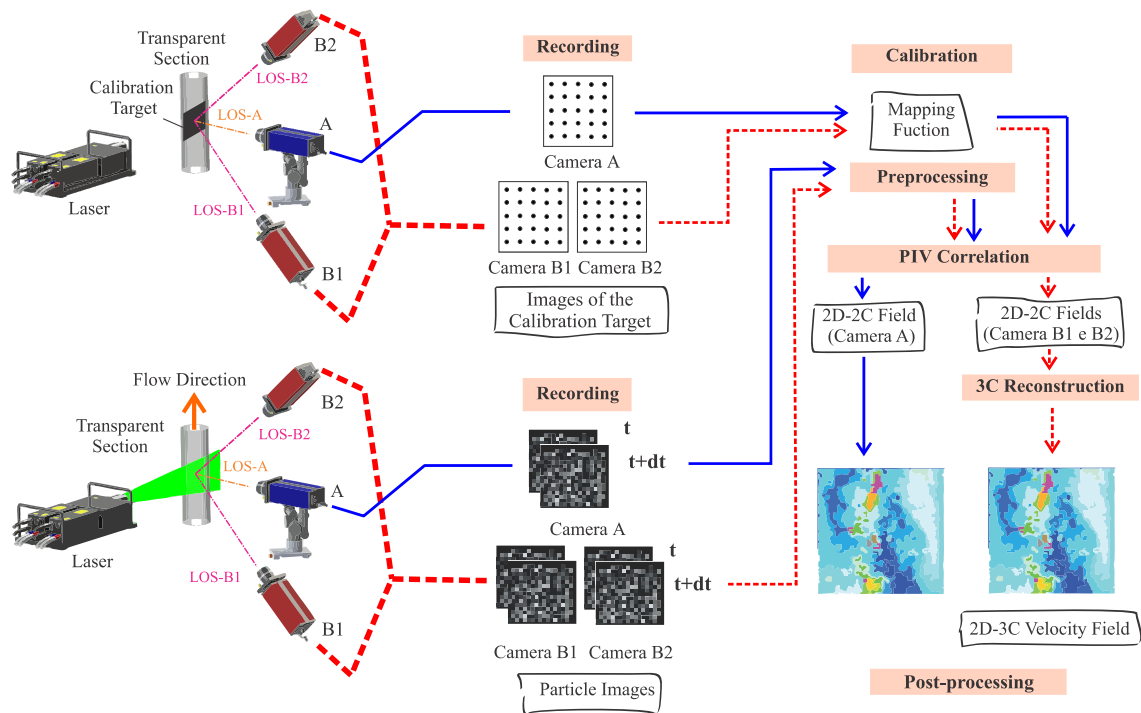 Transparent
Section
Calibration
Target
Laser
B2
LOS-B2
LOS-A
A
LOS-B1
B1
Recording
Camera A
Camera B1
Camera B2
Images of the
Calibration Target
Calibration
Mapping
Fuction
Preprocessing
PIV Correlation
2D-2C Field
(Camera A)
2D-2C Fields
(Camera B1 e B2)
3C Reconstruction
2D-3C Velocity Field
Post-processing
Flow Direction
Transparent
Section
Laser
B2
LOS-B2
LOS-A
A
LOS-B1
B1
Recording
t
t+dt
Camera A
t
t+dt
Camera B1
Camera B2
Particle Images